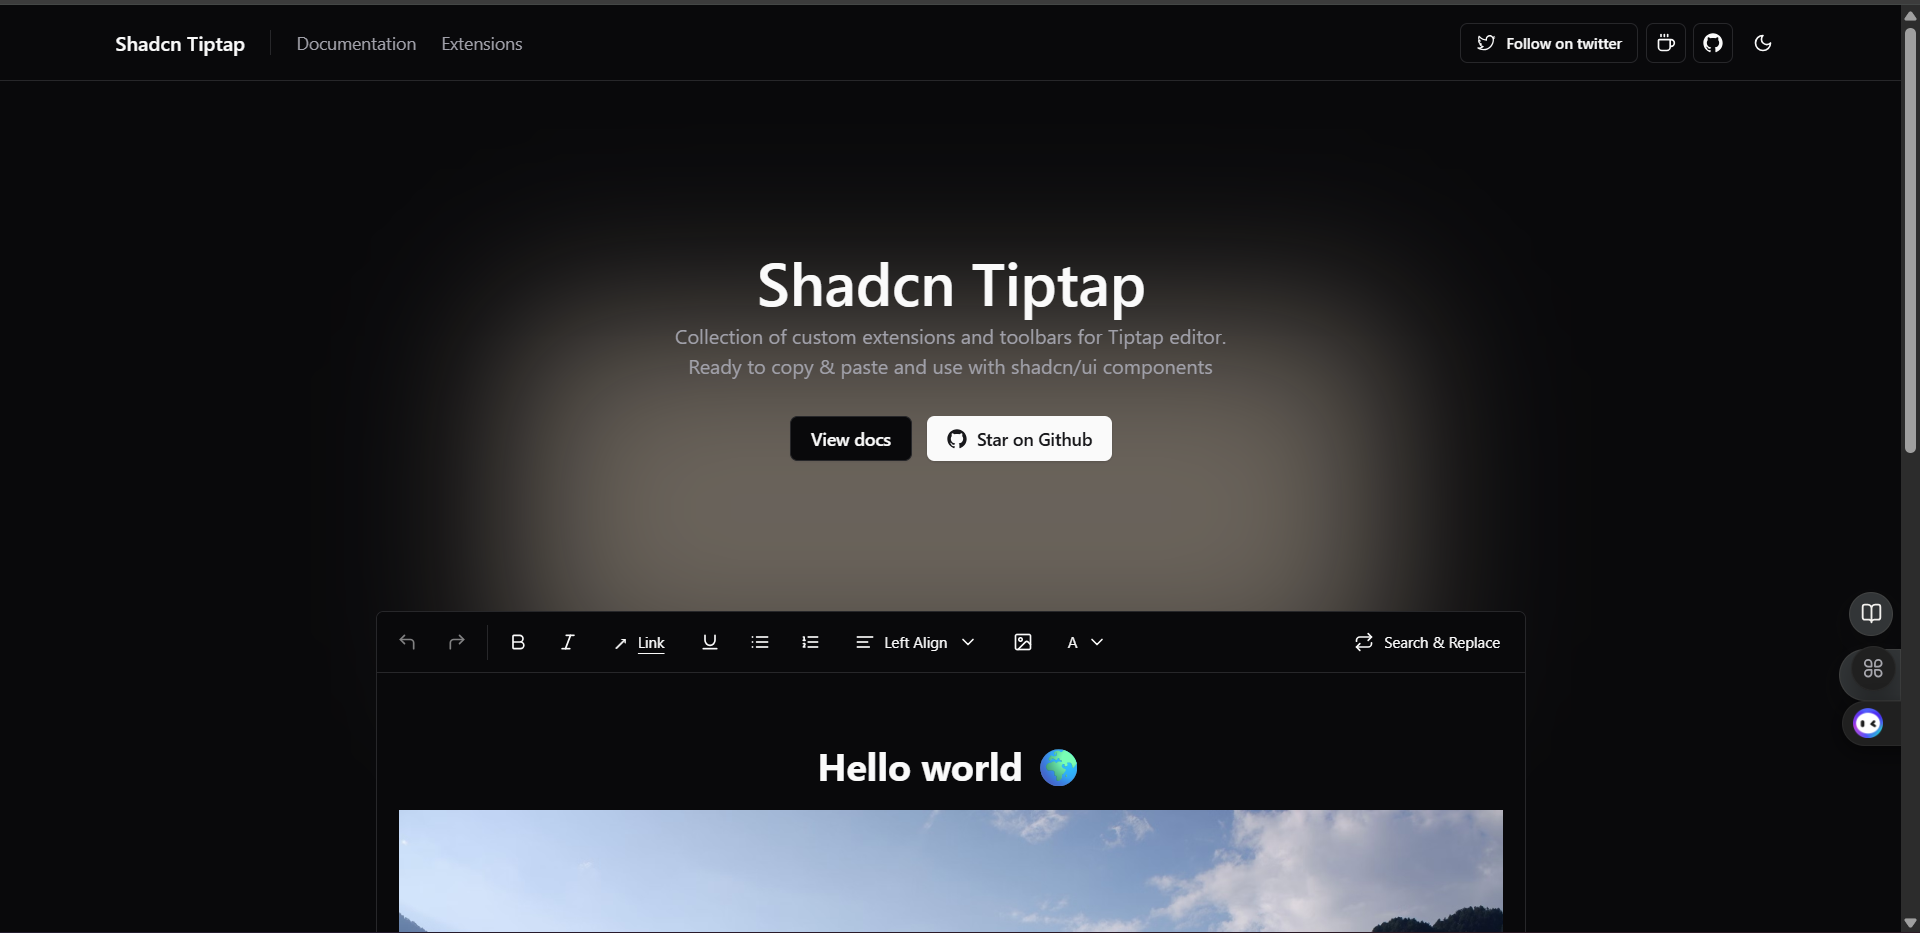 Shadcn Tiptap
Documentation
Extensions
Follow on twitter
Shadcn Tiptap
Collection of custom extensions and toolbars for Tiptap editor.
Ready to copy & paste and use with shadcn/ui components
View docs
Star on Github
B
I
Link
U
Left Align
A
Search & Replace
Hello world 🌍